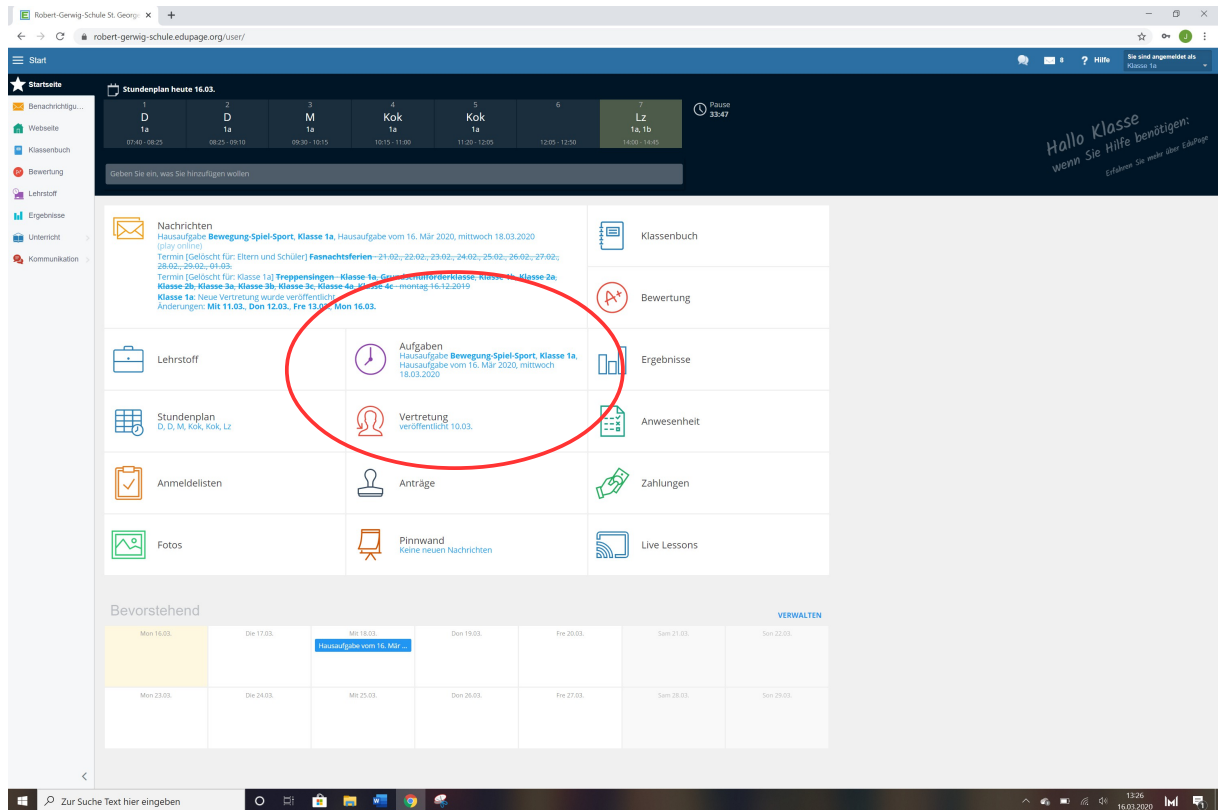 Robert-Gerwig-Schule St. George
robert-gerwig-schule.edupage.org/user/
J
Start
8
? Hilfe
Sie sind angemeldet als
Klasse 1a
Startseite
Benachrichtigu...
Webseite
Klassenbuch
Bewertung
Lehrstoff
Ergebnisse
Unterricht
Kommunikation
Stundenplan heute 16.03.
1 2 3 4 5 6 7
D D M Kok Kok Lz
1a 1a 1a 1a 1a 1a, 1b
07:40 - 08:25 08:25 - 09:10 09:30 - 10:15 10:15 - 11:00 11:20 - 12:05 12:05 - 12:50 14:00 - 14:45
Pause
33:47
Hallo Klasse
wenn Sie Hilfe benötigen:
Erfahren Sie mehr über EduPage
Geben Sie ein, was Sie hinzufügen wollen
Nachrichten
Hausaufgabe Bewegung-Spiel-Sport, Klasse 1a, Hausaufgabe vom 16. Mär 2020, mittwoch 18.03.2020
(play online)
Termin [Gelöscht für: Eltern und Schüler] Fasnachtsferien - 21.02., 22.02., 23.02., 24.02., 25.02., 26.02., 27.02.,
28.02., 29.02., 01.03.
Termin [Gelöscht für: Klasse 1a] Treppensingen - Klasse 1a, Grundschulförderklasse, Klasse 1b, Klasse 2a,
Klasse 2b, Klasse 3a, Klasse 3b, Klasse 3c, Klasse 4a, Klasse 4c - montag 16.12.2019
Klasse 1a: Neue Vertretung wurde veröffentlicht.
Änderungen: Mit 11.03., Don 12.03., Fre 13.03., Mon 16.03.
Klassenbuch
A+
Bewertung
Lehrstoff
Aufgaben
Hausaufgabe Bewegung-Spiel-Sport, Klasse 1a,
Hausaufgabe vom 16. Mär 2020, mittwoch
18.03.2020
Ergebnisse
Stundenplan
D, D, M, Kok, Kok, Lz
Vertretung
veröffentlicht 10.03.
Anwesenheit
Anmeldelisten
Anträge
Zahlungen
Fotos
Pinnwand
Keine neuen Nachrichten
Live Lessons
Bevorstehend
VERWALTEN
Mon 16.03. Die 17.03. Mit 18.03. Don 19.03. Fre 20.03. Sam 21.03. Son 22.03.
Hausaufgabe vom 16. Mär ...
Mon 23.03. Die 24.03. Mit 25.03. Don 26.03. Fre 27.03. Sam 28.03. Son 29.03.
Zur Suche Text hier eingeben
13:26
16.03.2020